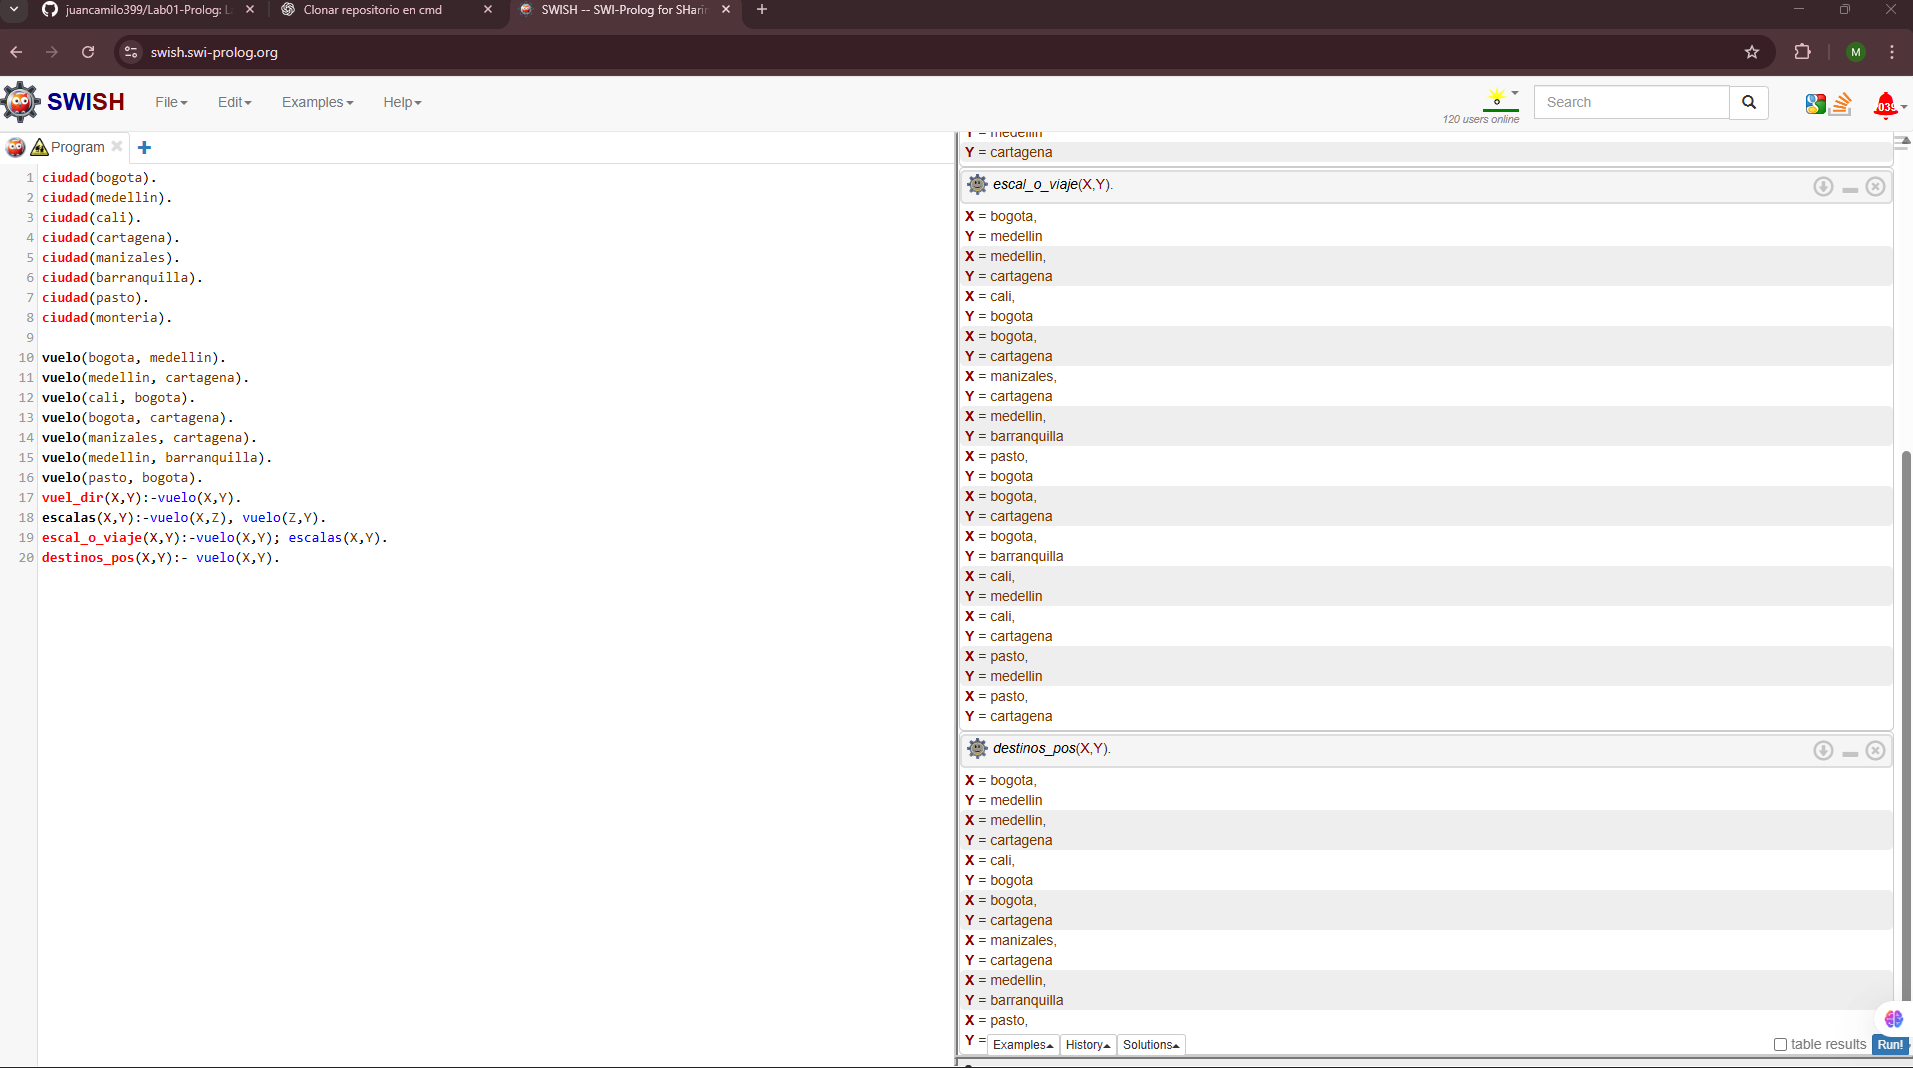 juancamilo399/Lab01-Prolog: L
Clonar repositorio en cmd
SWISH -- SWI-Prolog for SHarin
swish.swi-prolog.org
M
SWISH
File Edit Examples Help
120 users online
Search
Program
1 ciudad(bogota).
2 ciudad(medellin).
3 ciudad(cali).
4 ciudad(cartagena).
5 ciudad(manizales).
6 ciudad(barranquilla).
7 ciudad(pasto).
8 ciudad(monteria).
9
10 vuelo(bogota, medellin).
11 vuelo(medellin, cartagena).
12 vuelo(cali, bogota).
13 vuelo(bogota, cartagena).
14 vuelo(manizales, cartagena).
15 vuelo(medellin, barranquilla).
16 vuelo(pasto, bogota).
17 vuel_dir(X,Y):-vuelo(X,Y).
18 escalas(X,Y):-vuelo(X,Z), vuelo(Z,Y).
19 escal_o_viaje(X,Y):-vuelo(X,Y); escalas(X,Y).
20 destinos_pos(X,Y):- vuelo(X,Y).
Y = medellin
Y = cartagena
escal_o_viaje(X,Y).
X = bogota,
Y = medellin
X = medellin,
Y = cartagena
X = cali,
Y = bogota
X = bogota,
Y = cartagena
X = manizales,
Y = cartagena
X = medellin,
Y = barranquilla
X = pasto,
Y = bogota
X = bogota,
Y = cartagena
X = bogota,
Y = barranquilla
X = cali,
Y = medellin
X = cali,
Y = cartagena
X = pasto,
Y = medellin
X = pasto,
Y = cartagena
destinos_pos(X,Y).
X = bogota,
Y = medellin
X = medellin,
Y = cartagena
X = cali,
Y = bogota
X = bogota,
Y = cartagena
X = manizales,
Y = cartagena
X = medellin,
Y = barranquilla
X = pasto,
Y =
Examples History Solutions
table results Run!